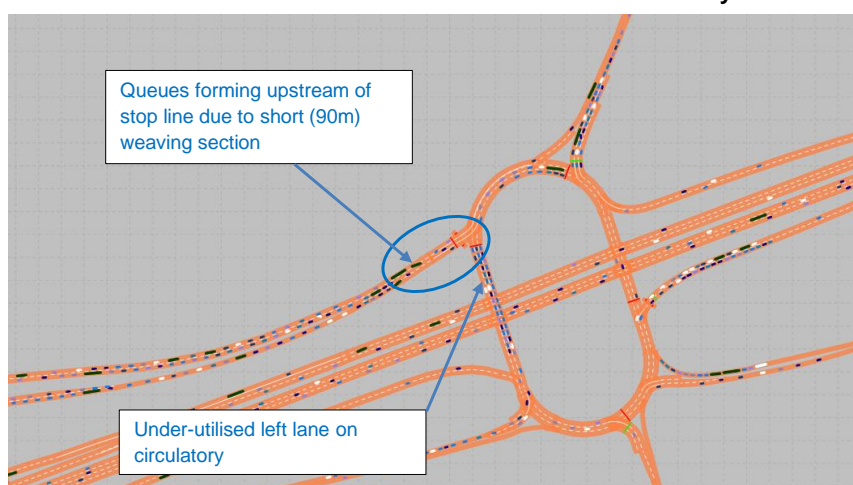 Queues forming upstream of
stop line due to short (90m)
weaving section
Under-utilised left lane on
circulatory